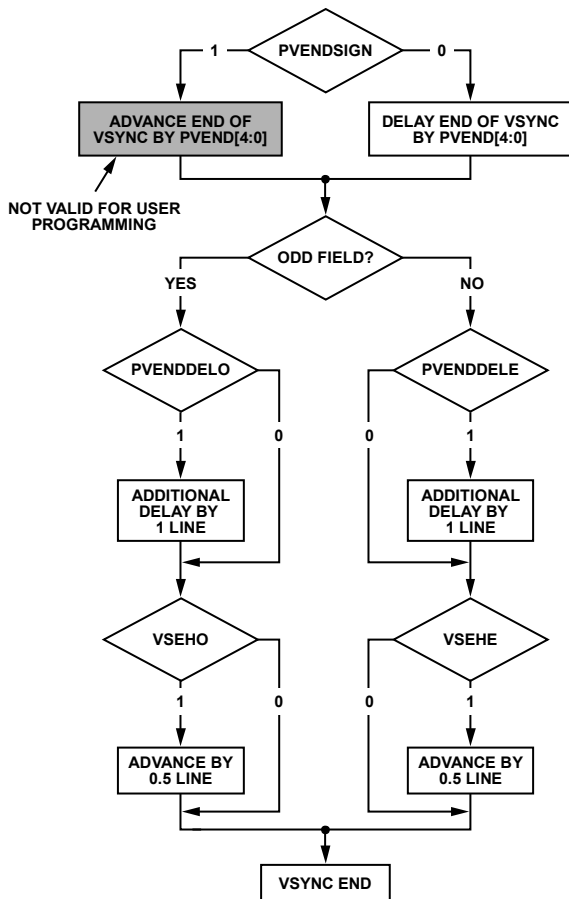 PVENDSIGN
1
0
ADVANCE END OF
VSYNC BY PVEND[4:0]
DELAY END OF VSYNC
BY PVEND[4:0]
NOT VALID FOR USER
PROGRAMMING
ODD FIELD?
YES
NO
PVENDDELO
PVENDDELE
1
0
0
1
ADDITIONAL
DELAY BY
1 LINE
ADDITIONAL
DELAY BY
1 LINE
VSEHO
VSEHE
1
0
0
1
ADVANCE BY
0.5 LINE
ADVANCE BY
0.5 LINE
VSYNC END